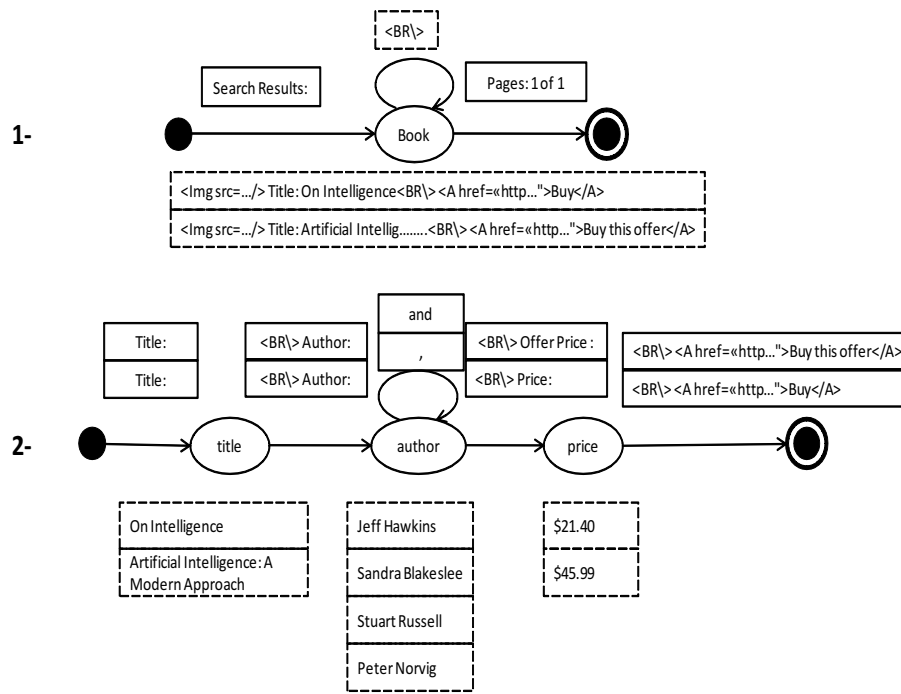 <BR\>
Search Results:
Pages: 1 of 1
1-
Book
<Img src=.../> Title: On Intelligence<BR\> <A href=«http...">Buy</A>
<Img src=.../> Title: Artificial Intellig........<BR\> <A href=«http...">Buy this offer</A>
and
Title:
<BR\> Author:
<BR\> Offer Price :
<BR\> <A href=«http...">Buy this offer</A>
,
Title:
<BR\> Author:
<BR\> Price:
<BR\> <A href=«http...">Buy</A>
2-
title
author
price
On Intelligence
Artificial Intelligence: A
Modern Approach
Jeff Hawkins
Sandra Blakeslee
Stuart Russell
Peter Norvig
$21.40
$45.99